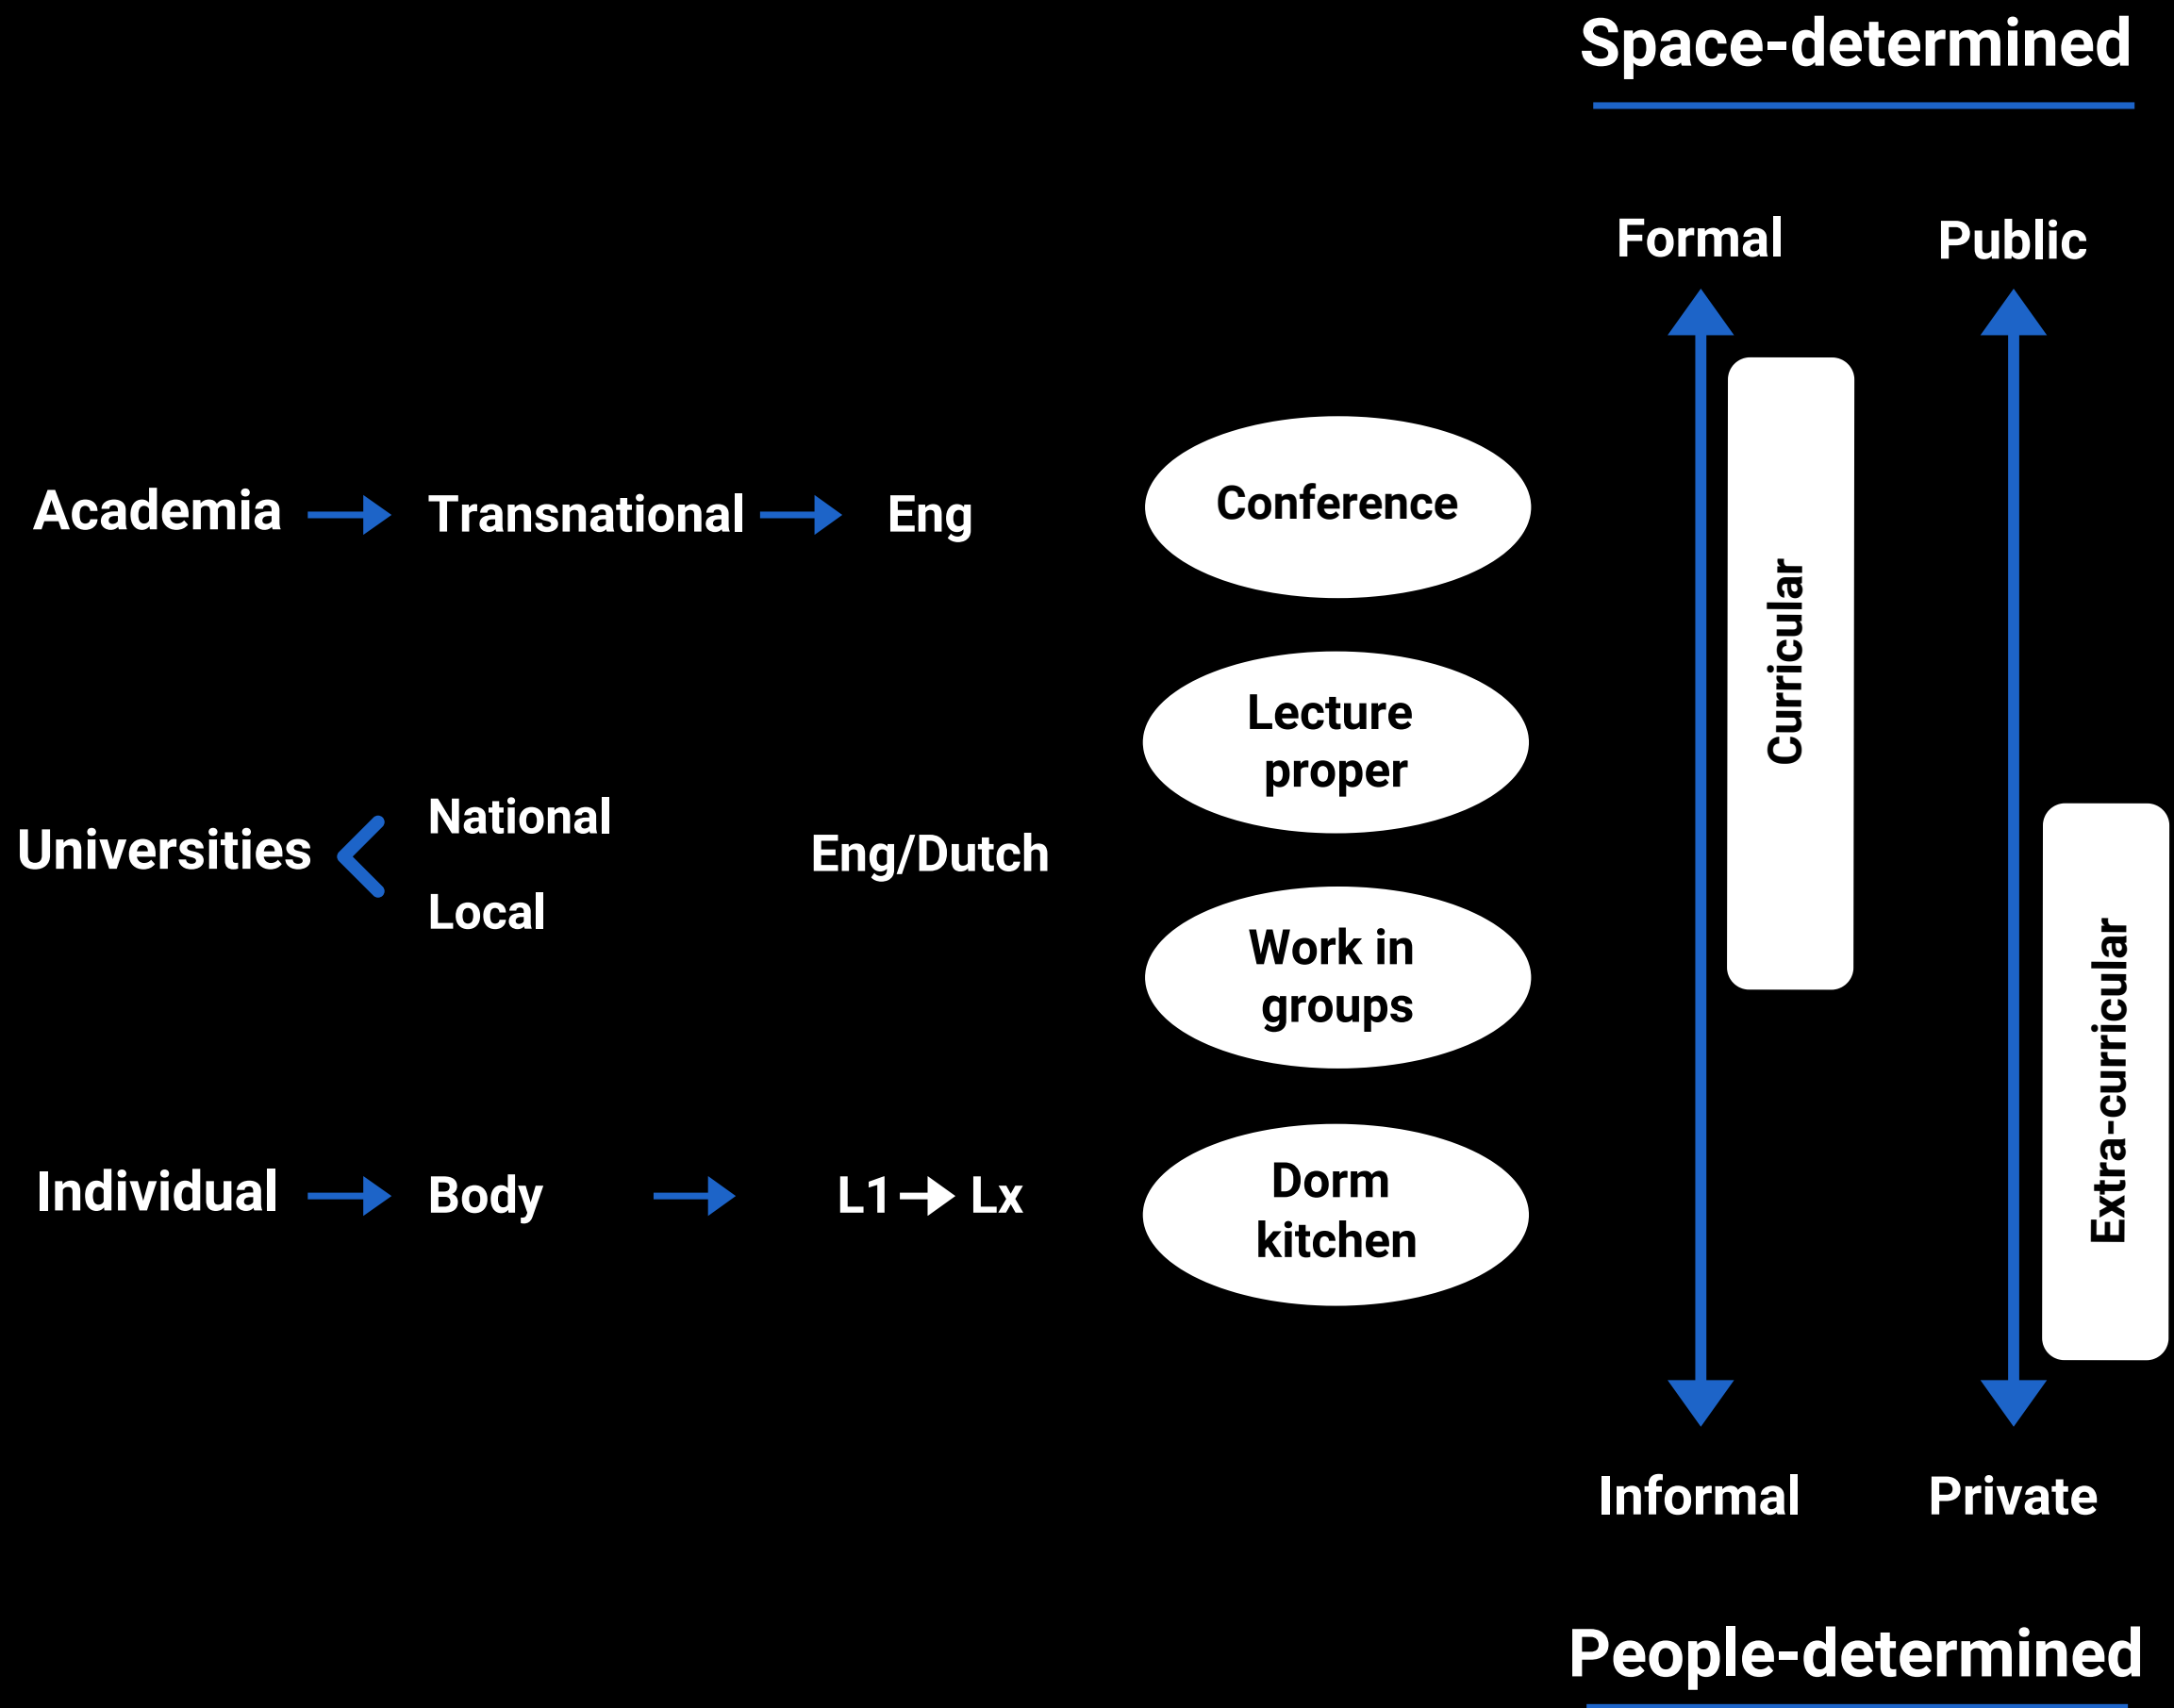 Space-determined
Formal
Public
Academia
Transnational
Eng
Conference
Curricular
Lecture
proper
Universities
National
Local
Eng/Dutch
Work in
groups
Extra-curricular
Individual
Body
L1 → Lx
Dorm
kitchen
Informal
Private
People-determined